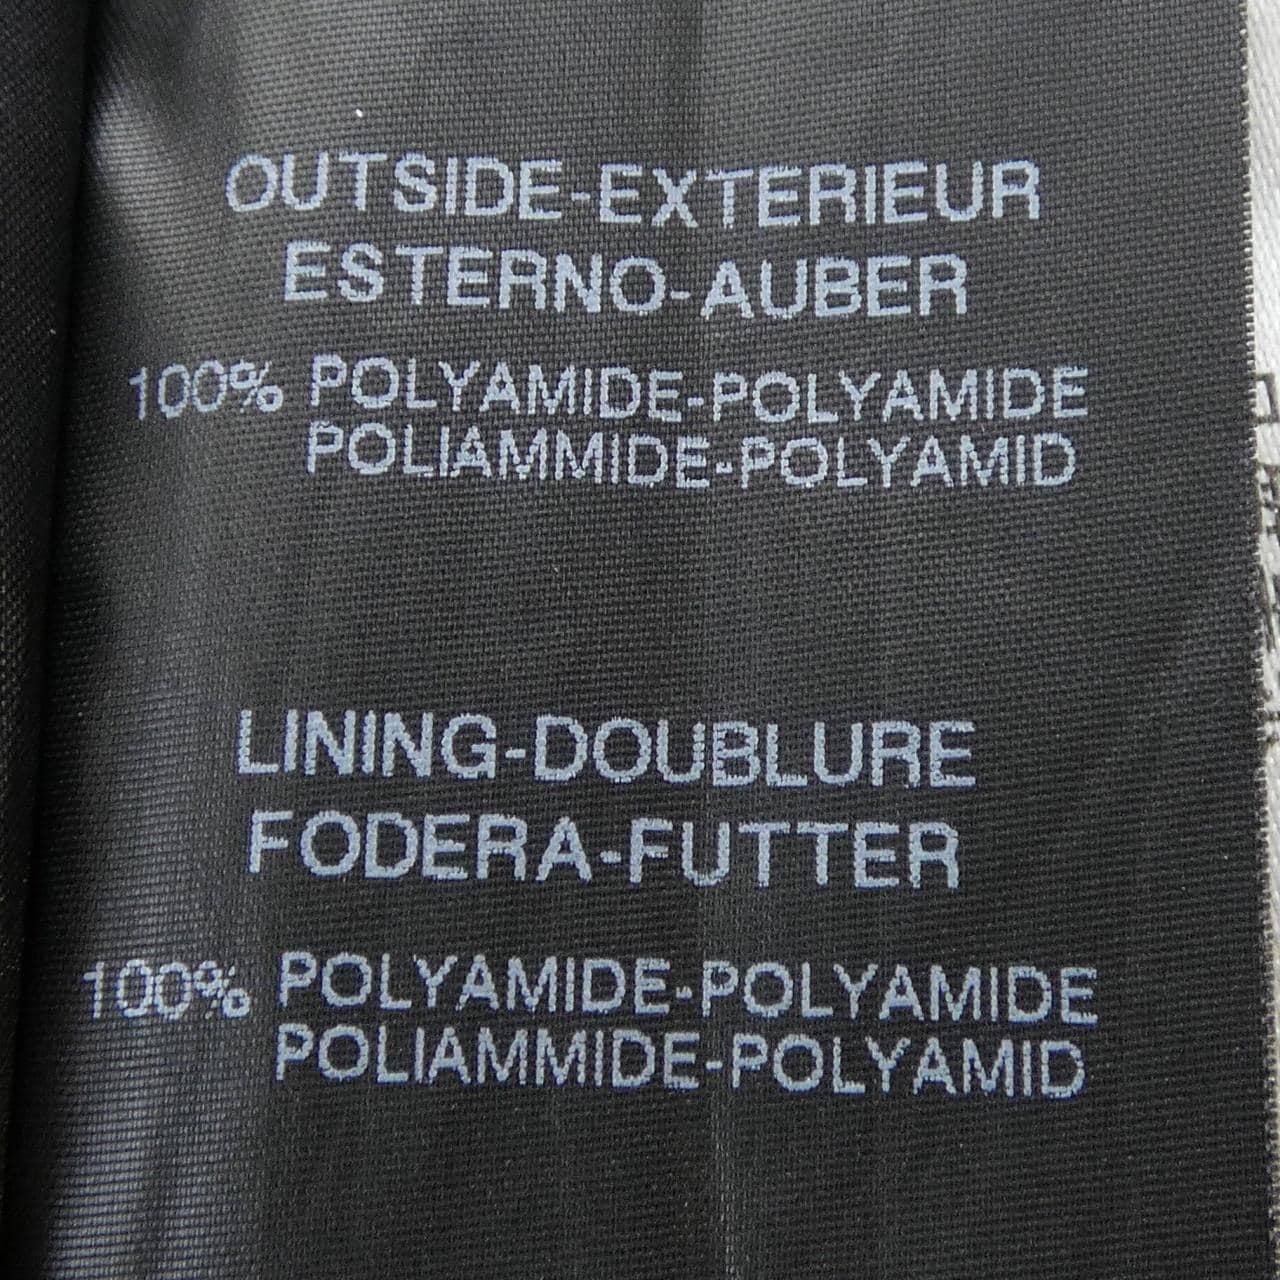 OUTSIDE-EXTERIEUR
ESTERNO-AUBER
100% POLYAMIDE-POLYAMIDE
POLIAMMIDE-POLYAMID
LINING-DOUBLURE
FODERA-FUTTER
100% POLYAMIDE-POLYAMIDE
POLIAMMIDE-POLYAMID